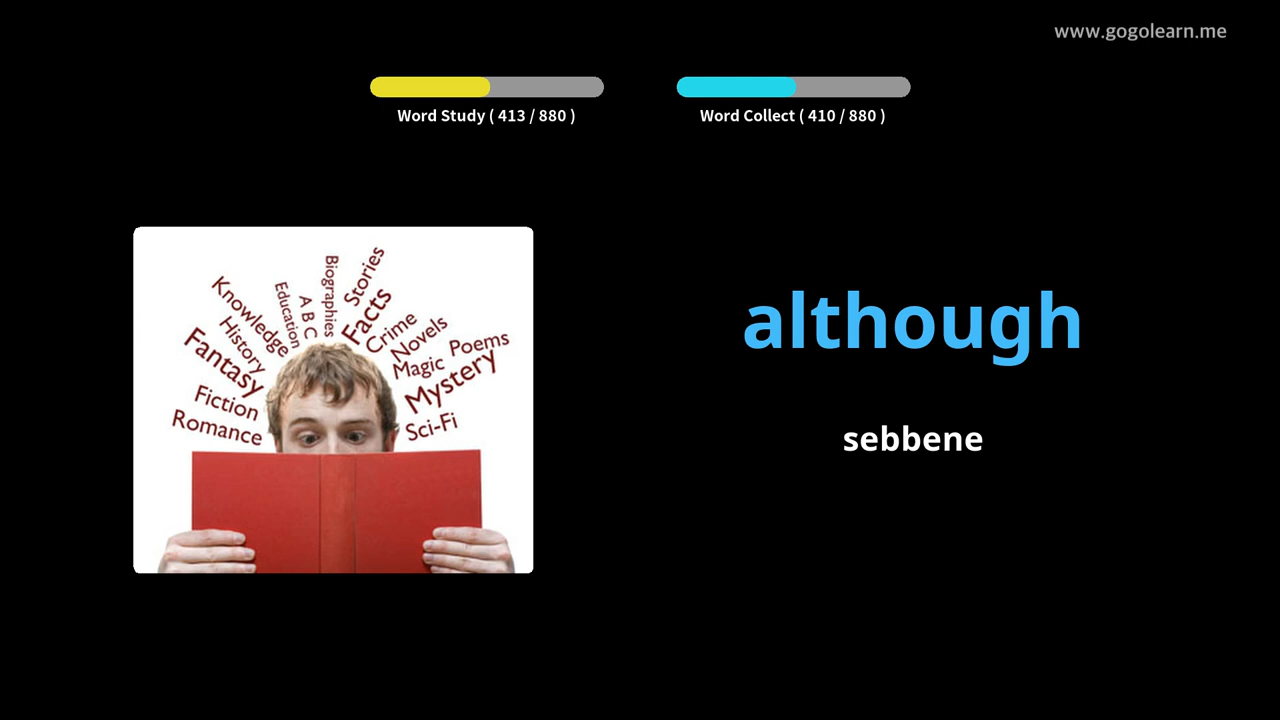 www.gogolearn.me
Word Study ( 413 / 880 )
Word Collect ( 410 / 880 )
Knowledge
Education
A B C
Biographies
Stories
Facts
History
Fantasy
Crime
Novels
Poems
Magic
Mystery
Fiction
Romance
Sci-Fi
although
sebbene